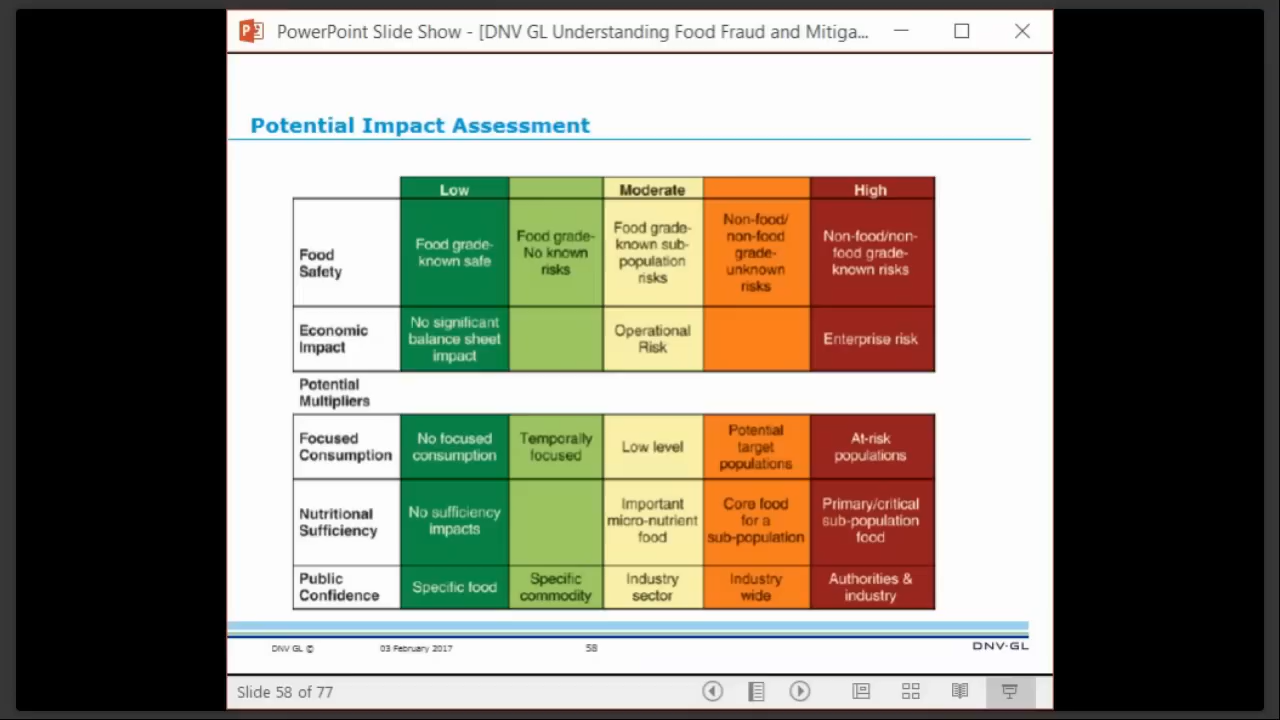 PowerPoint Slide Show - [DNV GL Understanding Food Fraud and Mitiga...
Potential Impact Assessment
Low
Moderate
High
Food
Safety
Food grade-
known safe
Food grade-
No known
risks
Food grade-
known sub-
population
risks
Non-food/
non-food
grade-
unknown
risks
Non-food/non-
food grade-
known risks
Economic
Impact
No significant
balance sheet
impact
Operational
Risk
Enterprise risk
Potential
Multipliers
Focused
Consumption
No focused
consumption
Temporally
focused
Low level
Potential
target
populations
At-risk
populations
Nutritional
Sufficiency
No sufficiency
impacts
Important
micro-nutrient
food
Core food
for a
sub-population
Primary/critical
sub-population
food
Public
Confidence
Specific food
Specific
commodity
Industry
sector
Industry
wide
Authorities &
industry
DNV GL ©
03 February 2017
58
DNV·GL
Slide 58 of 77